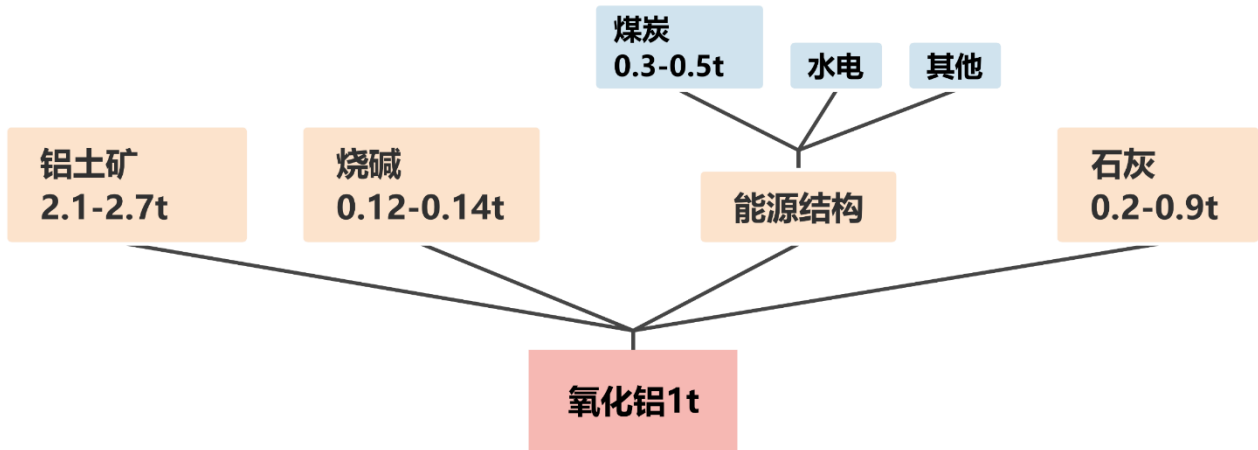 煤炭
0.3-0.5t
水电
其他
铝土矿
2.1-2.7t
烧碱
0.12-0.14t
能源结构
石灰
0.2-0.9t
氧化铝1t